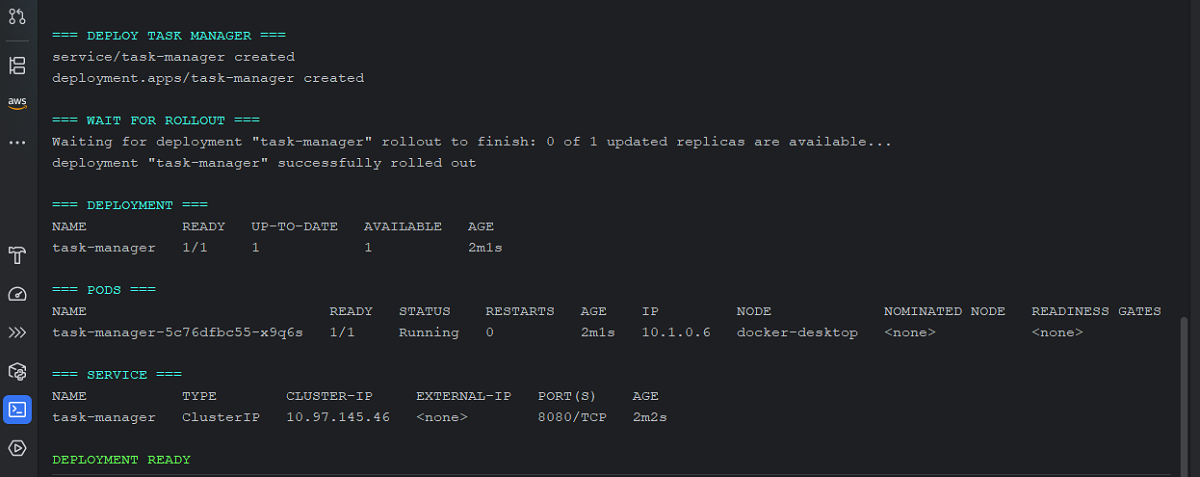 aws
=== DEPLOY TASK MANAGER ===
service/task-manager created
deployment.apps/task-manager created
=== WAIT FOR ROLLOUT ===
Waiting for deployment "task-manager" rollout to finish: 0 of 1 updated replicas are available...
deployment "task-manager" successfully rolled out
=== DEPLOYMENT ===
NAME READY UP-TO-DATE AVAILABLE AGE
task-manager 1/1 1 1 2m1s
=== PODS ===
NAME READY STATUS RESTARTS AGE IP NODE NOMINATED NODE READINESS GATES
task-manager-5c76dfbc55-x9q6s 1/1 Running 0 2m1s 10.1.0.6 docker-desktop <none> <none>
=== SERVICE ===
NAME TYPE CLUSTER-IP EXTERNAL-IP PORT(S) AGE
task-manager ClusterIP 10.97.145.46 <none> 8080/TCP 2m2s
DEPLOYMENT READY